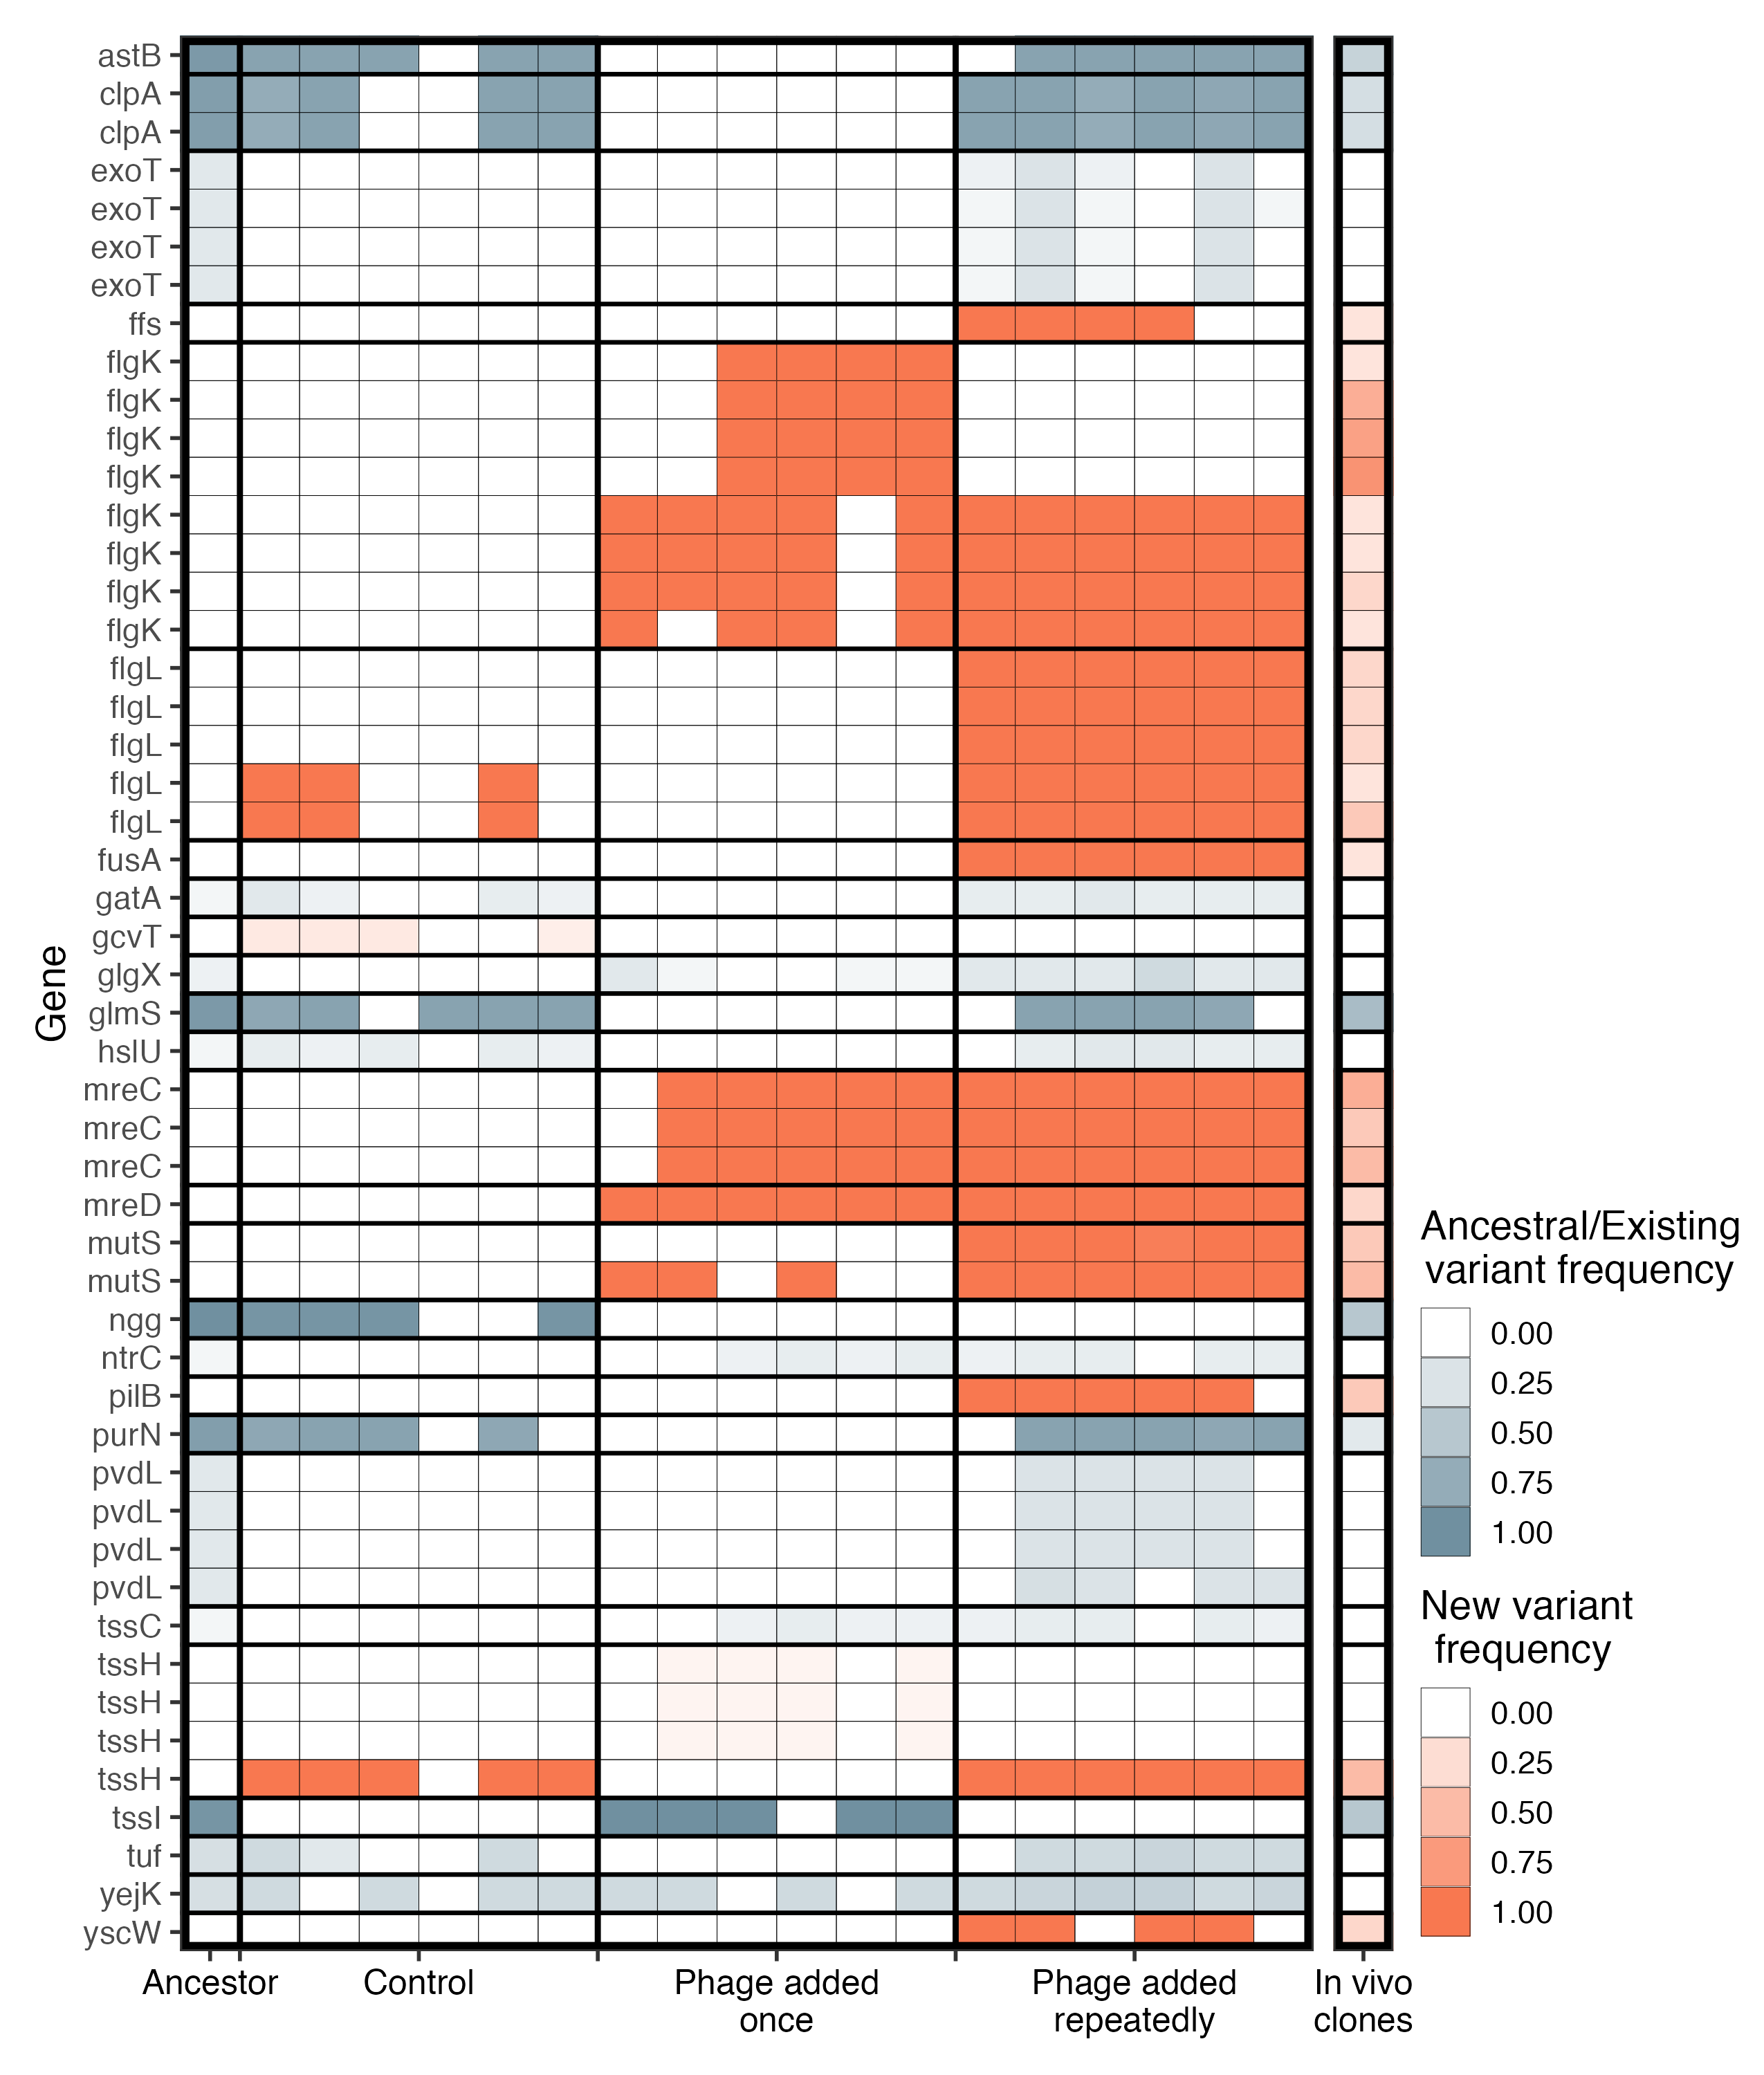 astB
clpA
clpA
exoT
exoT
exoT
exoT
ffs
flgK
flgK
flgK
flgK
flgK
flgK
flgK
flgK
flgL
flgL
flgL
flgL
flgL
fusA
gatA
gcvT
glgX
glmS
hslU
mreC
mreC
mreC
mreD
mutS
mutS
ngg
ntrC
pilB
purN
pvdL
pvdL
pvdL
pvdL
tssC
tssH
tssH
tssH
tssH
tssI
tuf
yejK
yscW
Gene
Ancestor
Control
Phage added
once
Phage added
repeatedly
In vivo
clones
Ancestral/Existing
variant frequency
0.00
0.25
0.50
0.75
1.00
New variant
frequency
0.00
0.25
0.50
0.75
1.00